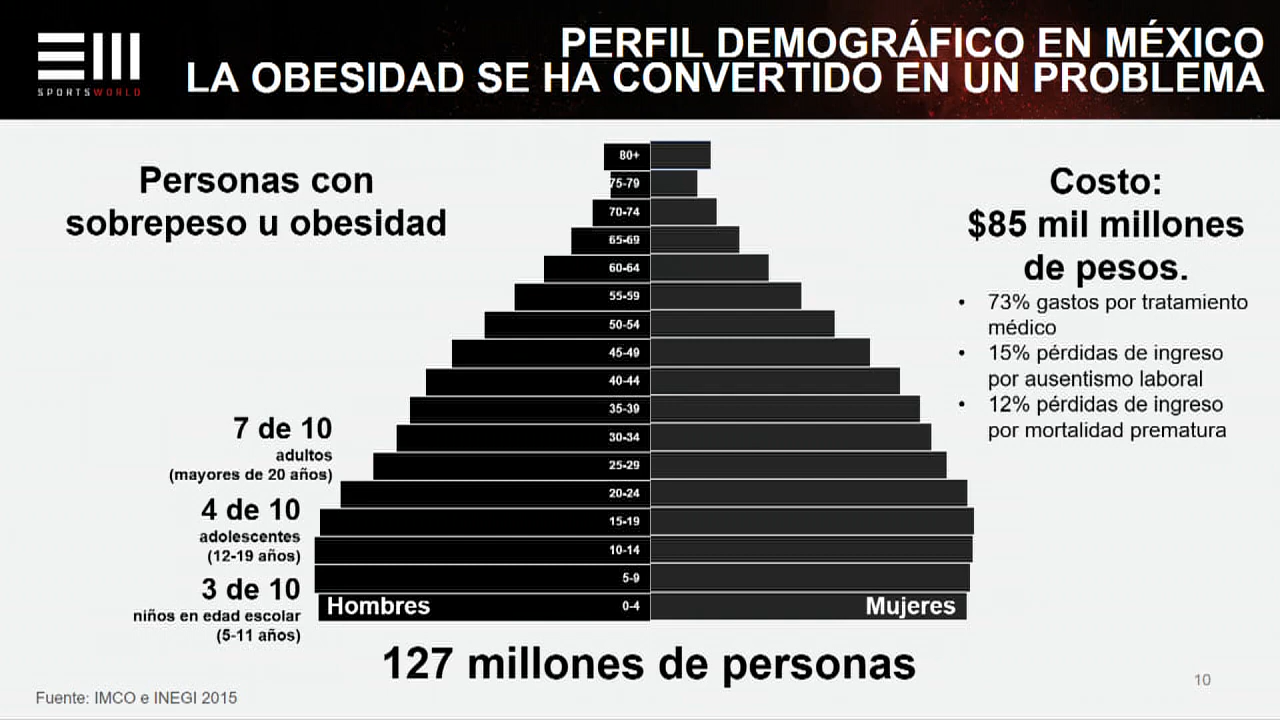 SPORTSWORLD
PERFIL DEMOGRÁFICO EN MÉXICO
LA OBESIDAD SE HA CONVERTIDO EN UN PROBLEMA
Personas con
sobrepeso u obesidad
7 de 10
adultos
(mayores de 20 años)
4 de 10
adolescentes
(12-19 años)
3 de 10
niños en edad escolar
(5-11 años)
80+
75-79
70-74
65-69
60-64
55-59
50-54
45-49
40-44
35-39
30-34
25-29
20-24
15-19
10-14
5-9
Hombres 0-4 Mujeres
Costo:
$85 mil millones
de pesos.
• 73% gastos por tratamiento
médico
• 15% pérdidas de ingreso
por ausentismo laboral
• 12% pérdidas de ingreso
por mortalidad prematura
127 millones de personas
Fuente: IMCO e INEGI 2015
10